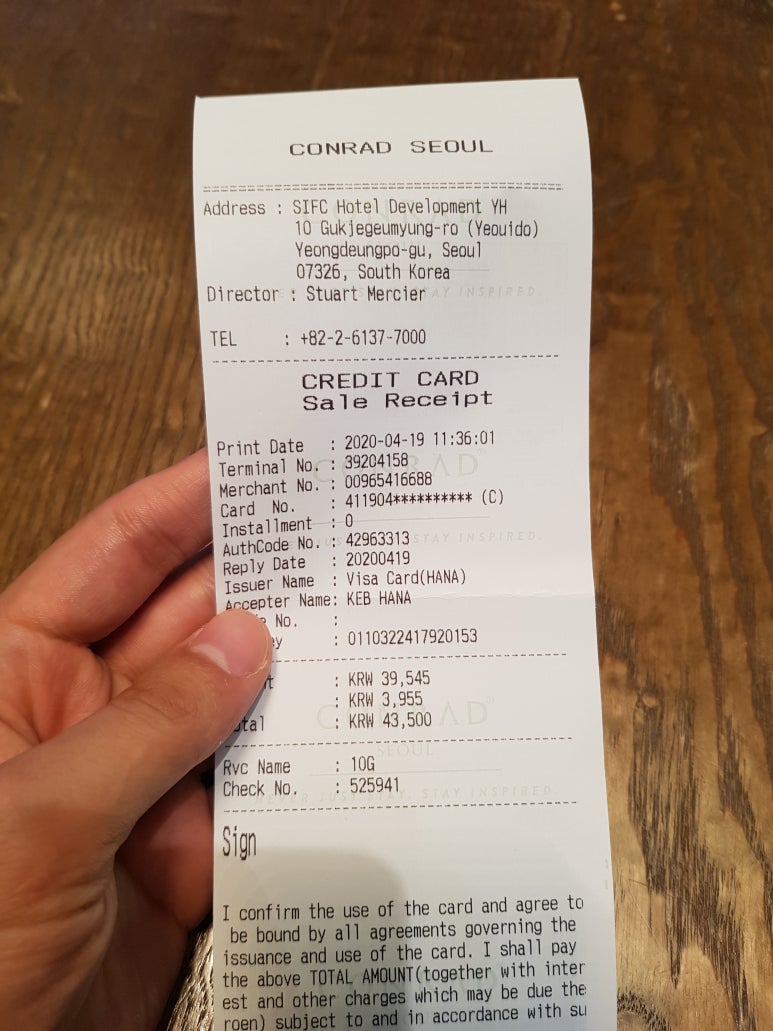 CONRAD SEOUL
Address : SIFC Hotel Development YH
10 Gukjegeumyung-ro (Yeouido)
Yeongdeungpo-gu, Seoul
07326, South Korea
Director : Stuart Mercier
TEL : +82-2-6137-7000
CREDIT CARD
Sale Receipt
Print Date : 2020-04-19 11:36:01
Terminal No. : 39204158
Merchant No. : 00965416688
Card No. : 411904********** (C)
Installment : 0
AuthCode No. : 42963313
Reply Date : 20200419
Issuer Name : Visa Card(HANA)
Accepter Name: KEB HANA
No. :
: 0110322417920153
: KRW 39,545
: KRW 3,955
: KRW 43,500
Rvc Name : 10G
Check No. : 525941
Sign
I confirm the use of the card and agree to
be bound by all agreements governing the
issuance and use of the card. I shall pay
the above TOTAL AMOUNT(together with inter
est and other charges which may be due the
roen) subject to and in accordance with su